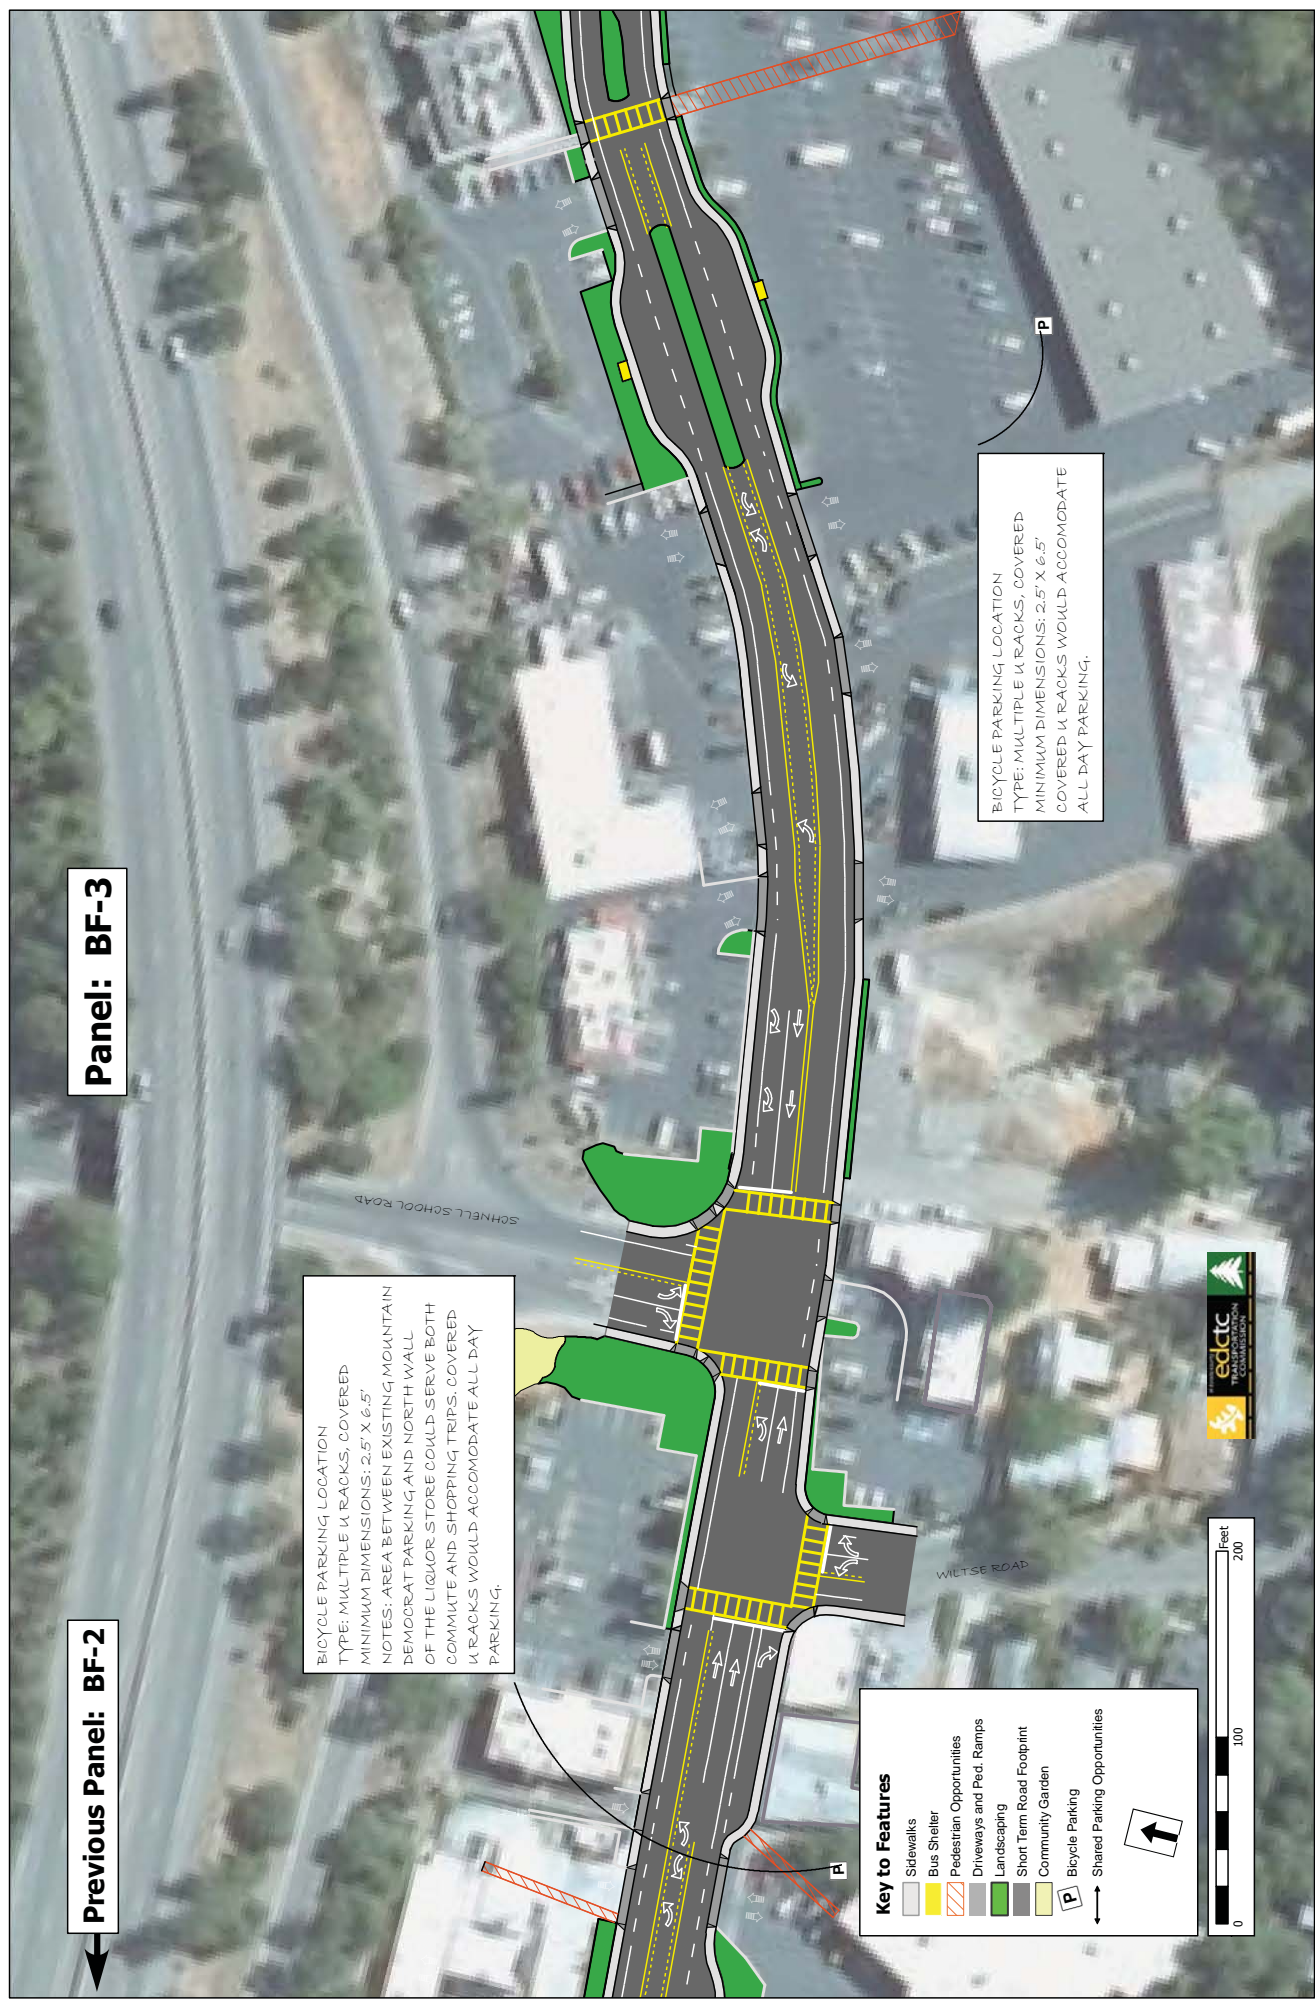 Previous Panel: BF-2
Panel: BF-3
SCHNELL SCHOOL ROAD
BICYCLE PARKING LOCATION
TYPE: MULTIPLE U RACKS, COVERED
MINIMUM DIMENSIONS: 2.5' X 6.5'
NOTES: AREA BETWEEN EXISTING MOUNTAIN
DEMOCRAT PARKING AND NORTH WALL
OF THE LIQUOR STORE COULD SERVE BOTH
COMMUTE AND SHOPPING TRIPS. COVERED
U RACKS WOULD ACCOMODATE ALL DAY
PARKING.
P
BICYCLE PARKING LOCATION
TYPE: MULTIPLE U RACKS, COVERED
MINIMUM DIMENSIONS: 2.5' X 6.5'
COVERED U RACKS WOULD ACCOMODATE
ALL DAY PARKING.
P
WILTSE ROAD
Key to Features
Sidewalks
Bus Shelter
Pedestrian Opportunities
Driveways and Ped. Ramps
Landscaping
Short Term Road Footprint
Community Garden
P Bicycle Parking
Shared Parking Opportunities
Feet
0 100 200
edctc
TRANSPORTATION
COMMISSION